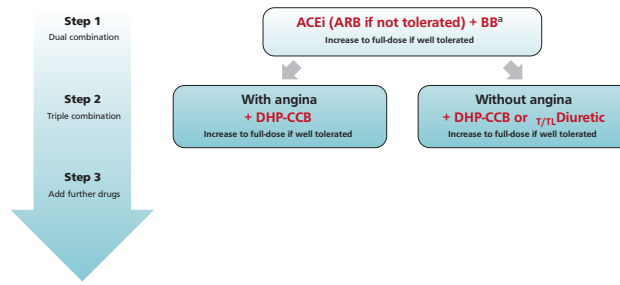 Step 1
Dual combination
ACEi (ARB if not tolerated) + BBª
Increase to full-dose if well tolerated
Step 2
Triple combination
With angina
+ DHP-CCB
Increase to full-dose if well tolerated
Without angina
+ DHP-CCB or T/TLDiuretic
Increase to full-dose if well tolerated
Step 3
Add further drugs